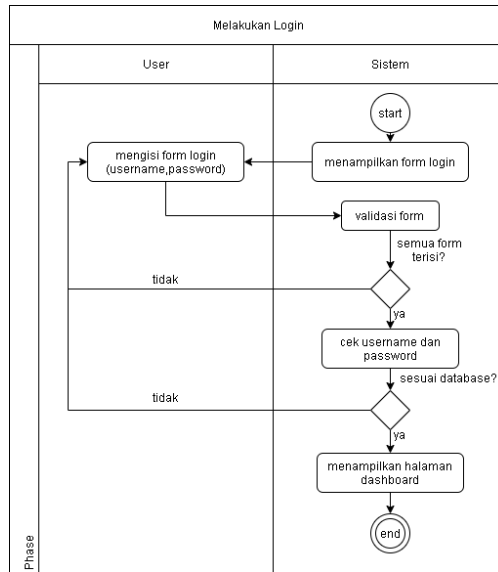 Melakukan Login
User
Sistem
start
menampilkan form login
mengisi form login
(username,password)
validasi form
semua form
terisi?
tidak
ya
cek username dan
password
sesuai database?
tidak
ya
menampilkan halaman
dashboard
end
Phase